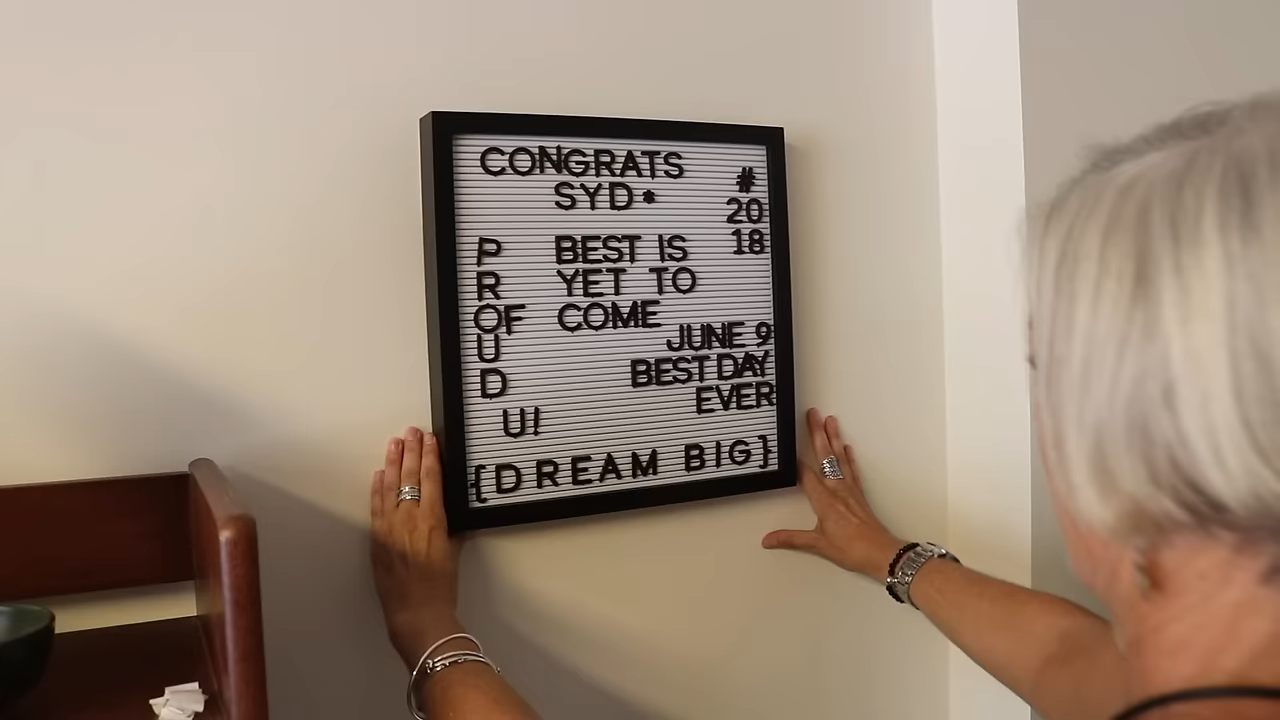 CONGRATS
SYD*
#
20
18
P
R
OF
U
D
U!
BEST IS
YET TO
COME
JUNE 9
BEST DAY
EVER
{DREAM BIG}